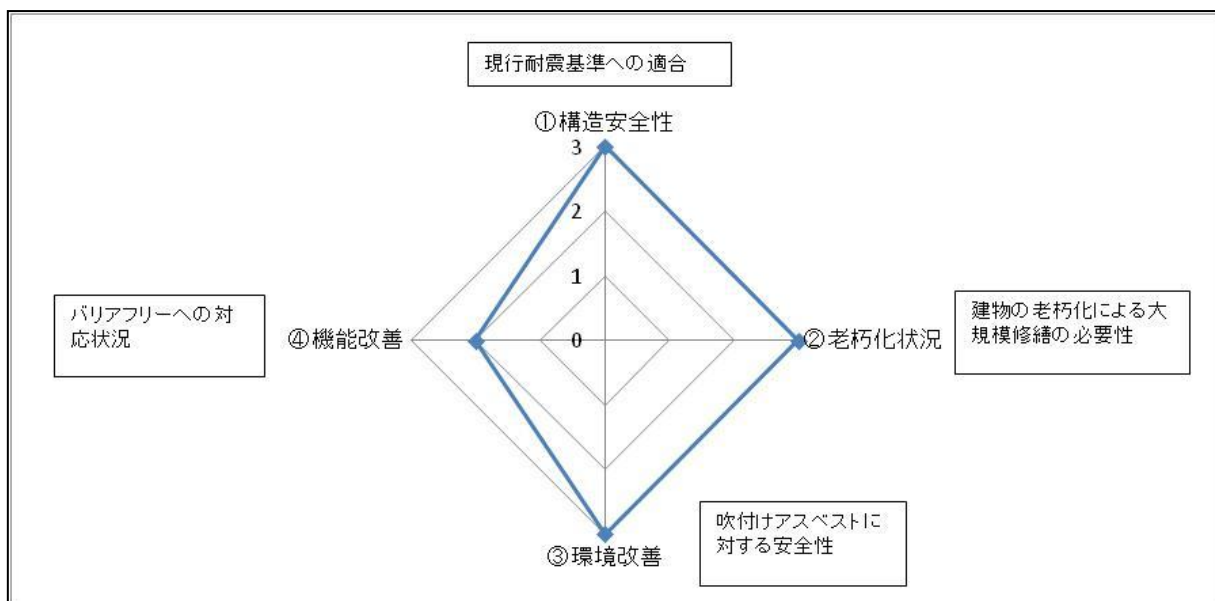 現行耐震基準への適合
①構造安全性
3
2
1
0
バリアフリーへの対
応状況
④機能改善
②老朽化状況
建物の老朽化による大
規模修繕の必要性
吹付けアスベストに
対する安全性
③環境改善